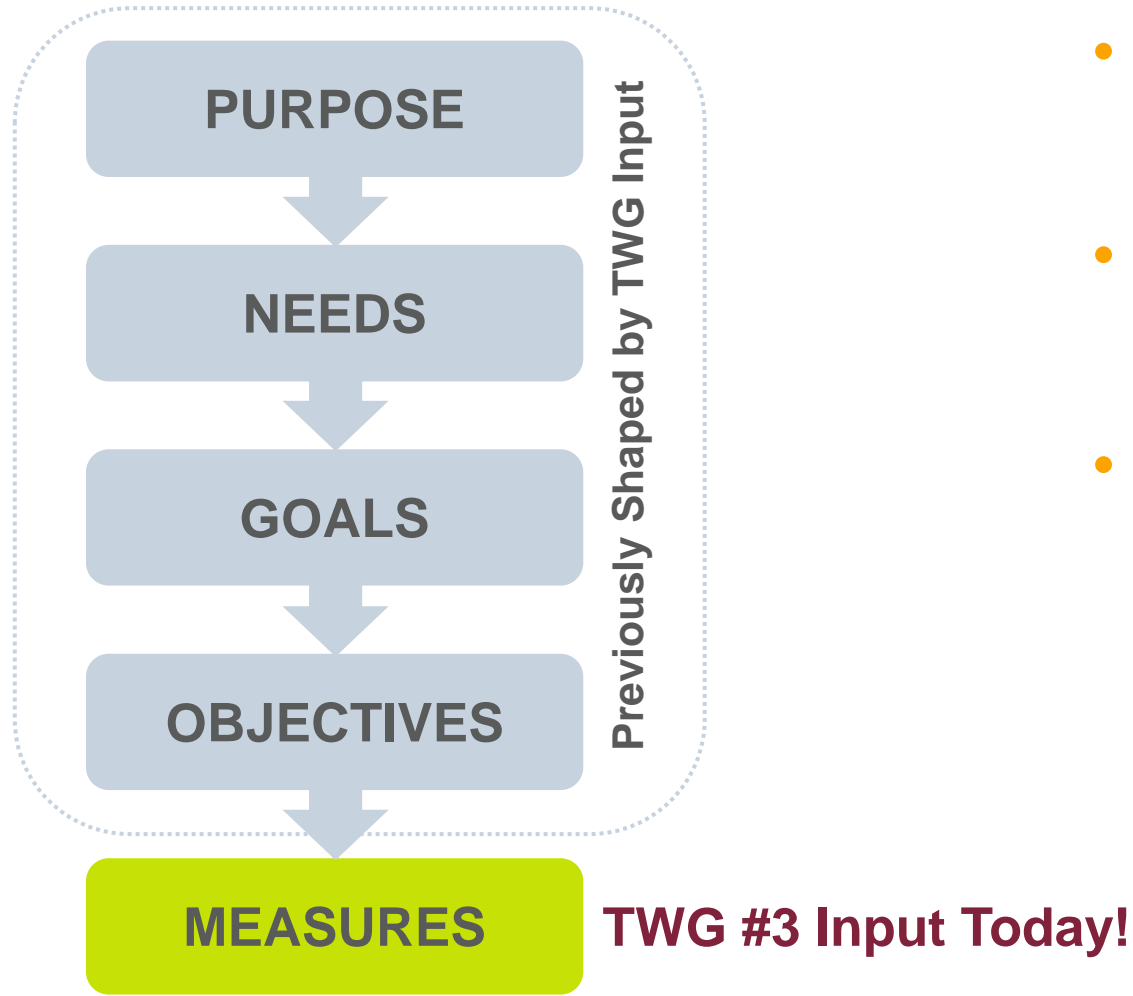 PURPOSE
NEEDS
GOALS
OBJECTIVES
Previously Shaped by TWG Input
MEASURES
TWG #3 Input Today!